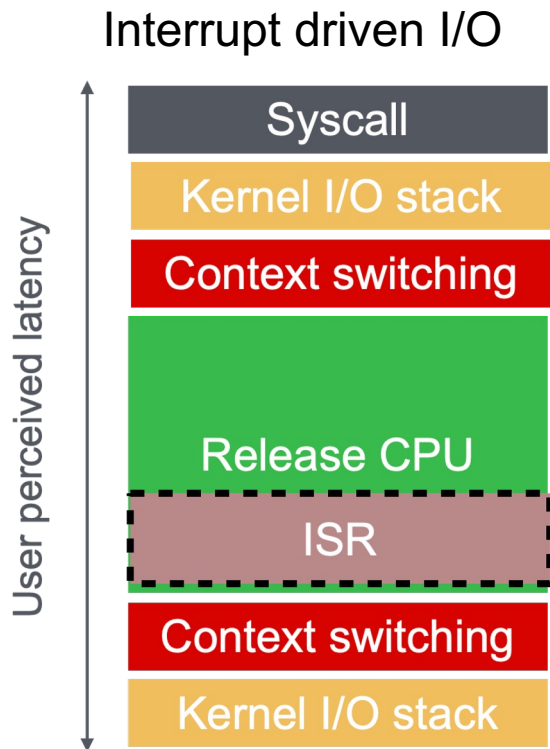 Interrupt driven I/O
User perceived latency
Syscall
Kernel I/O stack
Context switching
Release CPU
ISR
Context switching
Kernel I/O stack